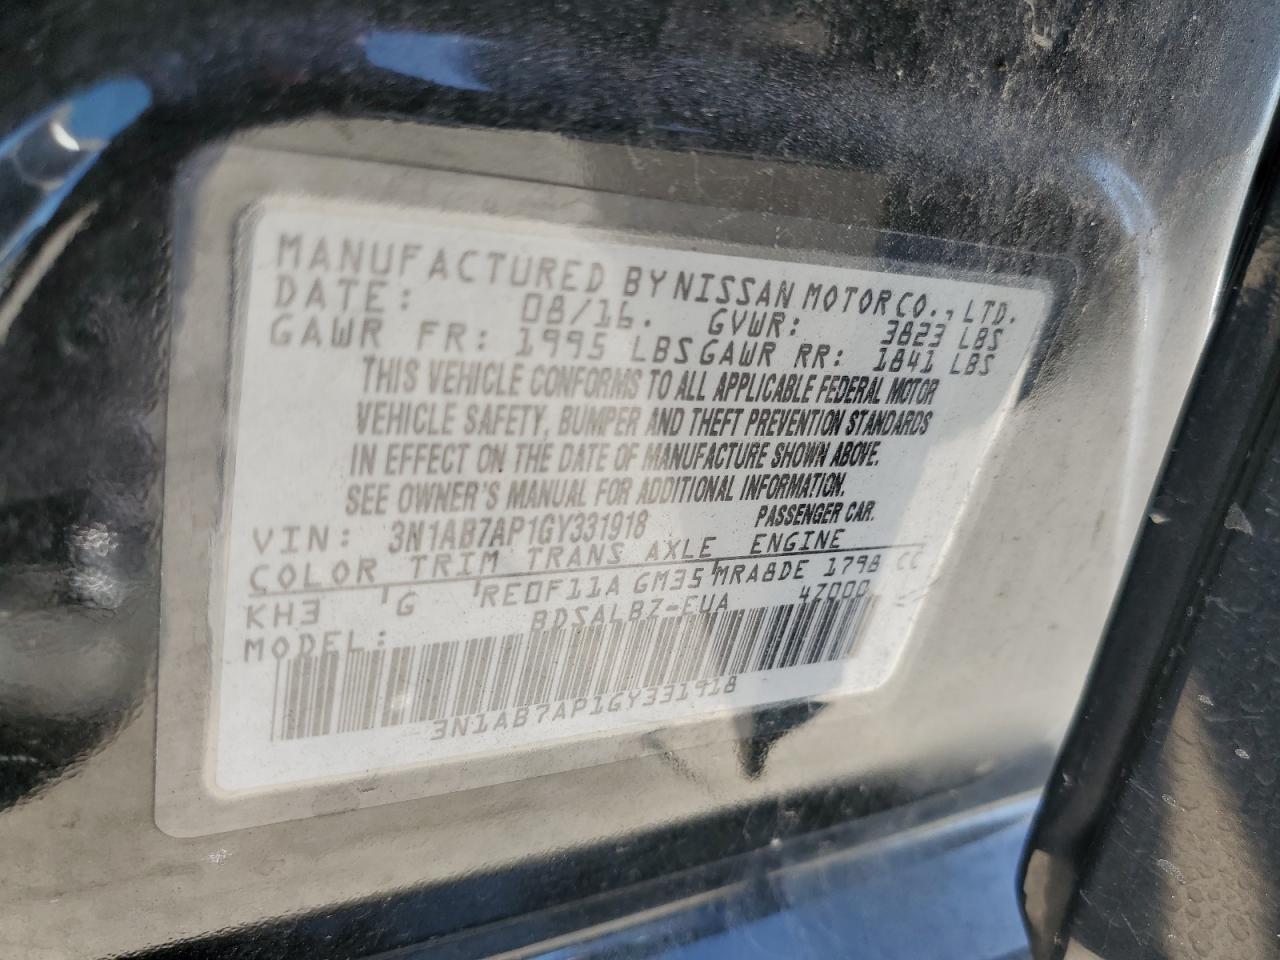 MANUFACTURED BY NISSAN MOTOR CO., LTD.
DATE: 08/16. GVWR: 3823 LBS
GAWR FR: 1995 LBS GAWR RR: 1841 LBS
THIS VEHICLE CONFORMS TO ALL APPLICABLE FEDERAL MOTOR
VEHICLE SAFETY, BUMPER AND THEFT PREVENTION STANDARDS
IN EFFECT ON THE DATE OF MANUFACTURE SHOWN ABOVE.
SEE OWNER'S MANUAL FOR ADDITIONAL INFORMATION.
VIN: 3N1AB7AP1GY331918 PASSENGER CAR.
COLOR TRIM TRANS AXLE ENGINE
KH3 G RE0F11A GM35 MRA8DE 1798 CC
MODEL: BDSALBZ-EUA 47000
3N1AB7AP1GY331918